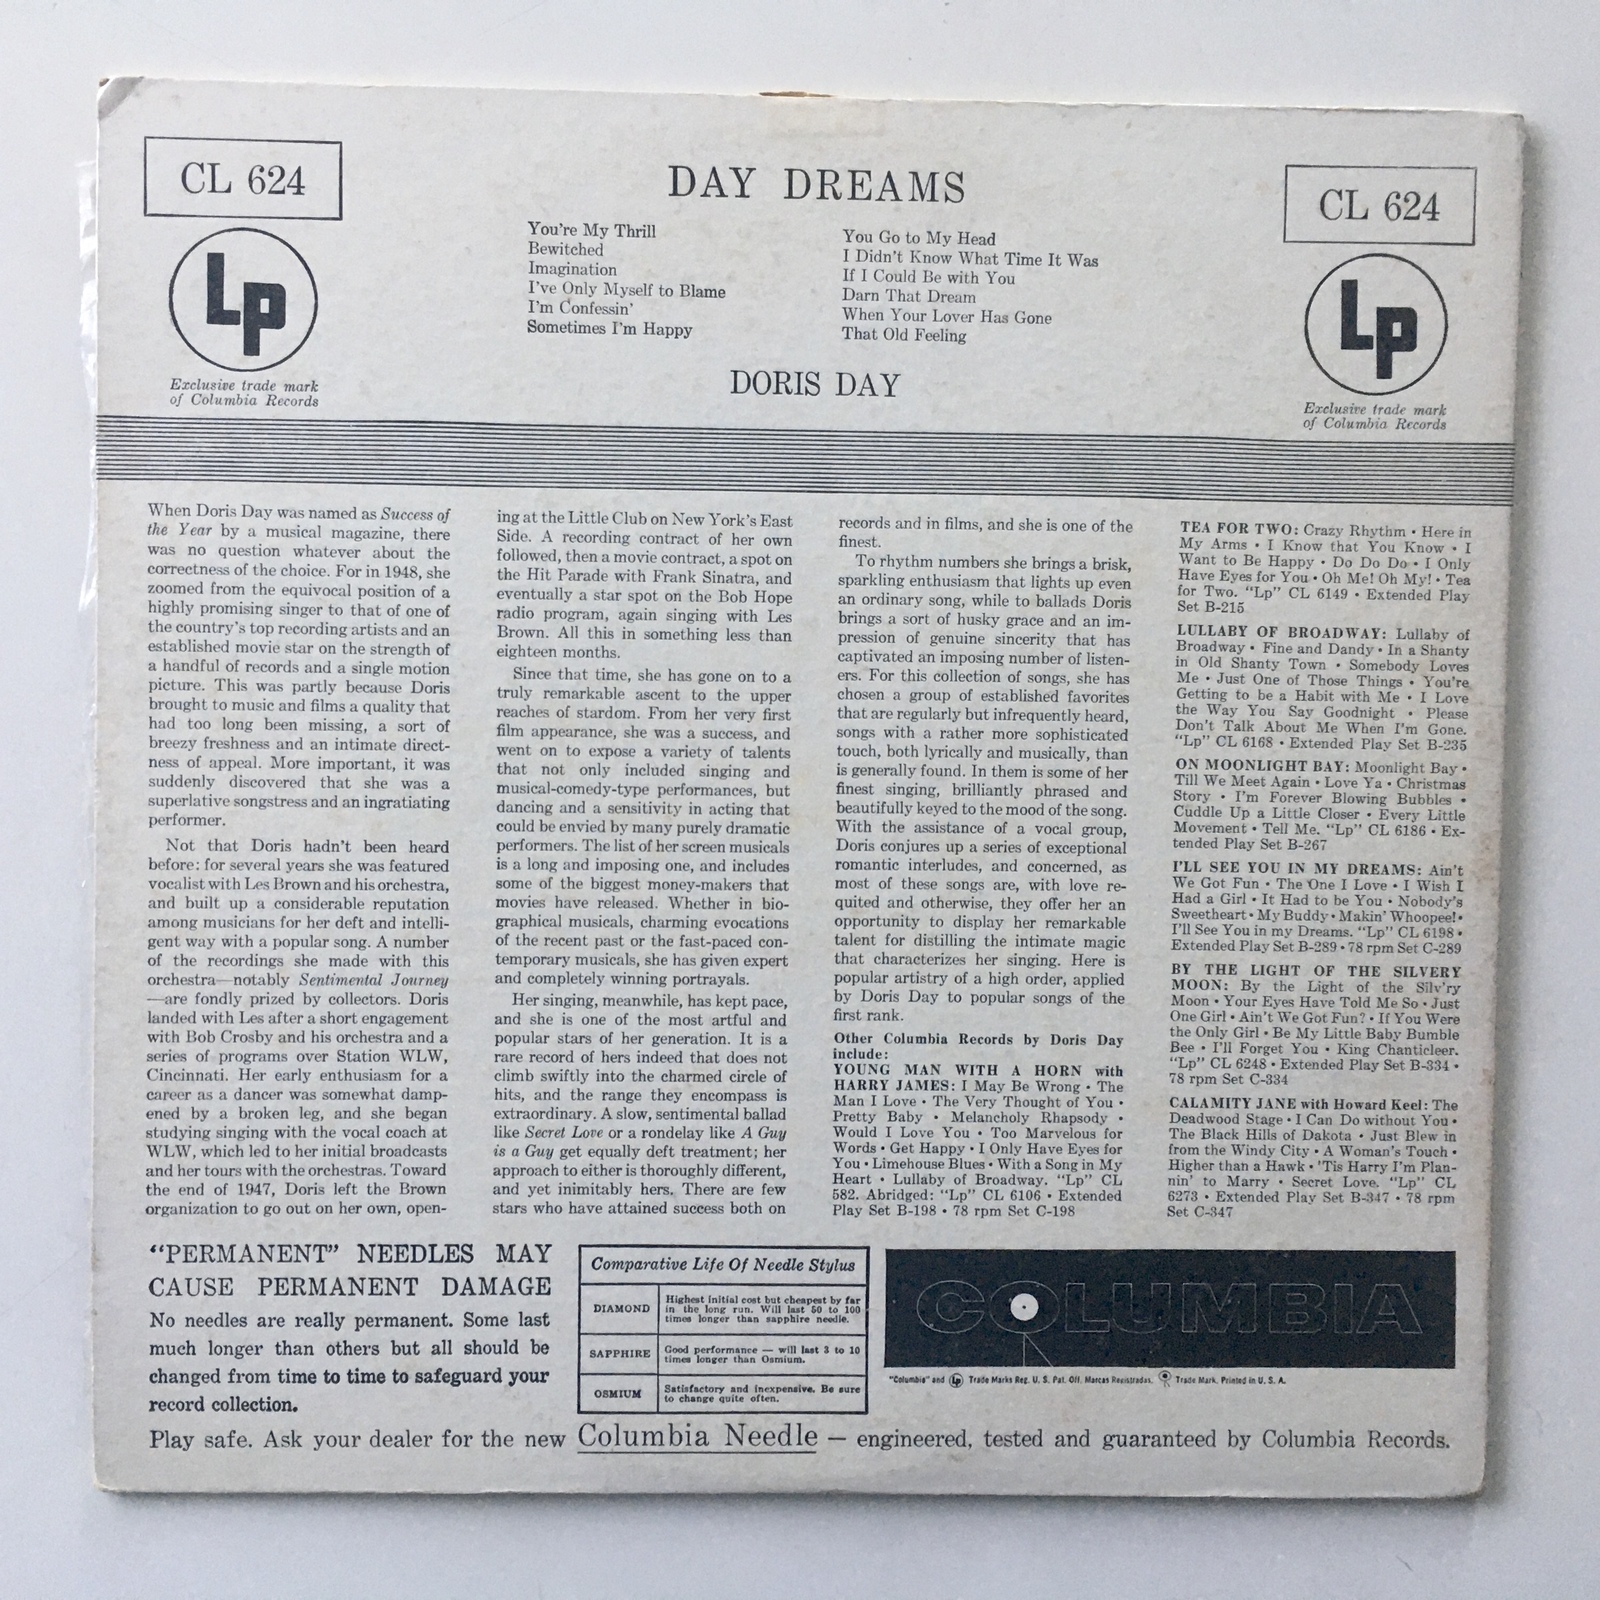 CL 624
DAY DREAMS
CL 624
You're My Thrill
Bewitched
Imagination
I've Only Myself to Blame
I'm Confessin'
Sometimes I'm Happy
You Go to My Head
I Didn't Know What Time It Was
If I Could Be with You
Darn That Dream
When Your Lover Has Gone
That Old Feeling
DORIS DAY
Lp
Exclusive trade mark
of Columbia Records
Lp
Exclusive trade mark
of Columbia Records
When Doris Day was named as Success of
the Year by a musical magazine, there
was no question whatever about the
correctness of the choice. For in 1948, she
zoomed from the equivocal position of a
highly promising singer to that of one of
the country's top recording artists and an
established movie star on the strength of
a handful of records and a single motion
picture. This was partly because Doris
brought to music and films a quality that
had too long been missing, a sort of
breezy freshness and an intimate direct-
ness of appeal. More important, it was
suddenly discovered that she was a
superlative songstress and an ingratiating
performer.
Not that Doris hadn't been heard
before: for several years she was featured
vocalist with Les Brown and his orchestra,
and built up a considerable reputation
among musicians for her deft and intelli-
gent way with a popular song. A number
of the recordings she made with this
orchestra—notably Sentimental Journey
—are fondly prized by collectors. Doris
landed with Les after a short engagement
with Bob Crosby and his orchestra and a
series of programs over Station WLW,
Cincinnati. Her early enthusiasm for a
career as a dancer was somewhat damp-
ened by a broken leg, and she began
studying singing with the vocal coach at
WLW, which led to her initial broadcasts
and her tours with the orchestras. Toward
the end of 1947, Doris left the Brown
organization to go out on her own, open-
ing at the Little Club on New York's East
Side. A recording contract of her own
followed, then a movie contract, a spot on
the Hit Parade with Frank Sinatra, and
eventually a star spot on the Bob Hope
radio program, again singing with Les
Brown. All this in something less than
eighteen months.
Since that time, she has gone on to a
truly remarkable ascent to the upper
reaches of stardom. From her very first
film appearance, she was a success, and
went on to expose a variety of talents
that not only included singing and
musical-comedy-type performances, but
dancing and a sensitivity in acting that
could be envied by many purely dramatic
performers. The list of her screen musicals
is a long and imposing one, and includes
some of the biggest money-makers that
movies have released. Whether in bio-
graphical musicals, charming evocations
of the recent past or the fast-paced con-
temporary musicals, she has given expert
and completely winning portrayals.
Her singing, meanwhile, has kept pace,
and she is one of the most artful and
popular stars of her generation. It is a
rare record of hers indeed that does not
climb swiftly into the charmed circle of
hits, and the range they encompass is
extraordinary. A slow, sentimental ballad
like Secret Love or a rondelay like A Guy
is a Guy get equally deft treatment; her
approach to either is thoroughly different,
and yet inimitably hers. There are few
stars who have attained success both on
records and in films, and she is one of the
finest.
To rhythm numbers she brings a brisk,
sparkling enthusiasm that lights up even
an ordinary song, while to ballads Doris
brings a sort of husky grace and an im-
pression of genuine sincerity that has
captivated an imposing number of listen-
ers. For this collection of songs, she has
chosen a group of established favorites
that are regularly but infrequently heard,
songs with a rather more sophisticated
touch, both lyrically and musically, than
is generally found. In them is some of her
finest singing, brilliantly phrased and
beautifully keyed to the mood of the song.
With the assistance of a vocal group,
Doris conjures up a series of exceptional
romantic interludes, and concerned, as
most of these songs are, with love re-
quited and otherwise, they offer her an
opportunity to display her remarkable
talent for distilling the intimate magic
that characterizes her singing. Here is
popular artistry of a high order, applied
by Doris Day to popular songs of the
first rank.
Other Columbia Records by Doris Day
include:
YOUNG MAN WITH A HORN with
HARRY JAMES: I May Be Wrong • The
Man I Love • The Very Thought of You •
Pretty Baby • Melancholy Rhapsody •
Would I Love You • Too Marvelous for
Words • Get Happy • I Only Have Eyes for
You • Limehouse Blues • With a Song in My
Heart • Lullaby of Broadway. "Lp" CL
582. Abridged: "Lp" CL 6106 • Extended
Play Set B-198 • 78 rpm Set C-198
TEA FOR TWO: Crazy Rhythm • Here in
My Arms • I Know that You Know • I
Want to Be Happy • Do Do Do • I Only
Have Eyes for You • Oh Me! Oh My! • Tea
for Two. "Lp" CL 6149 • Extended Play
Set B-215
LULLABY OF BROADWAY: Lullaby of
Broadway • Fine and Dandy • In a Shanty
in Old Shanty Town • Somebody Loves
Me • Just One of Those Things • You're
Getting to be a Habit with Me • I Love
the Way You Say Goodnight • Please
Don't Talk About Me When I'm Gone.
"Lp" CL 6168 • Extended Play Set B-235
ON MOONLIGHT BAY: Moonlight Bay •
Till We Meet Again • Love Ya • Christmas
Story • I'm Forever Blowing Bubbles •
Cuddle Up a Little Closer • Every Little
Movement • Tell Me. "Lp" CL 6186 • Ex-
tended Play Set B-267
I'LL SEE YOU IN MY DREAMS: Ain't
We Got Fun • The One I Love • I Wish I
Had a Girl • It Had to be You • Nobody's
Sweetheart • My Buddy • Makin' Whoopee! •
I'll See You in my Dreams. "Lp" CL 6198 •
Extended Play Set B-289 • 78 rpm Set C-289
BY THE LIGHT OF THE SILVERY
MOON: By the Light of the Silv'ry
Moon • Your Eyes Have Told Me So • Just
One Girl • Ain't We Got Fun? • If You Were
the Only Girl • Be My Little Baby Bumble
Bee • I'll Forget You • King Chanticleer.
"Lp" CL 6248 • Extended Play Set B-334 •
78 rpm Set C-334
CALAMITY JANE with Howard Keel: The
Deadwood Stage • I Can Do without You •
The Black Hills of Dakota • Just Blew in
from the Windy City • A Woman's Touch •
Higher than a Hawk • 'Tis Harry I'm Plan-
nin' to Marry • Secret Love. "Lp" CL
6273 • Extended Play Set B-347 • 78 rpm
Set C-347
"PERMANENT" NEEDLES MAY
CAUSE PERMANENT DAMAGE
No needles are really permanent. Some last
much longer than others but all should be
changed from time to time to safeguard your
record collection.
Comparative Life Of Needle Stylus
DIAMOND
Highest initial cost but cheapest by far
in the long run. Will last 50 to 100
times longer than sapphire needle.
SAPPHIRE
Good performance — will last 3 to 10
times longer than Osmium.
OSMIUM
Satisfactory and inexpensive. Be sure
to change quite often.
COLUMBIA
"Columbia" and Lp Trade Marks Reg. U. S. Pat. Off. Marcas Registradas. Trade Mark. Printed in U. S. A.
Play safe. Ask your dealer for the new Columbia Needle — engineered, tested and guaranteed by Columbia Records.